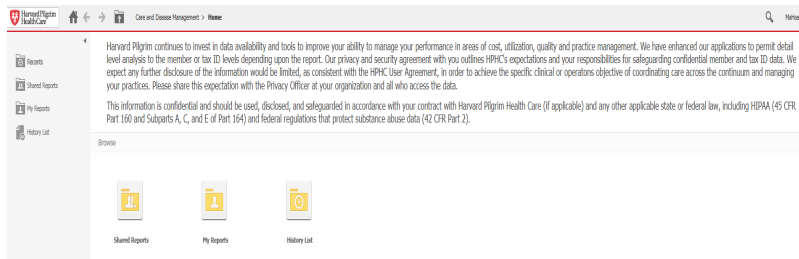 Harvard Pilgrim
HealthCare
Care and Disease Management > Home
Recents
Shared Reports
My Reports
History List
Harvard Pilgrim continues to invest in data availability and tools to improve your ability to manage your performance in areas of cost, utilization, quality and practice management. We have enhanced our applications to permit detail
level analysis to the member or tax ID levels depending upon the report. Our privacy and security agreement with you outlines HPHC's expectations and your responsibilities for safeguarding confidential member and tax ID data. We
expect any further disclosure of the information would be limited, as consistent with the HPHC User Agreement, in order to achieve the specific clinical or operatons objective of coordinating care across the continuum and managing
your practices. Please share this expectation with the Privacy Officer at your organization and all who access the data.
This information is confidential and should be used, disclosed, and safeguarded in accordance with your contract with Harvard Pilgrim Health Care (if applicable) and any other applicable state or federal law, including HIPAA (45 CFR
Part 160 and Subparts A, C, and E of Part 164) and federal regulations that protect substance abuse data (42 CFR Part 2).
Browse
Shared Reports
My Reports
History List